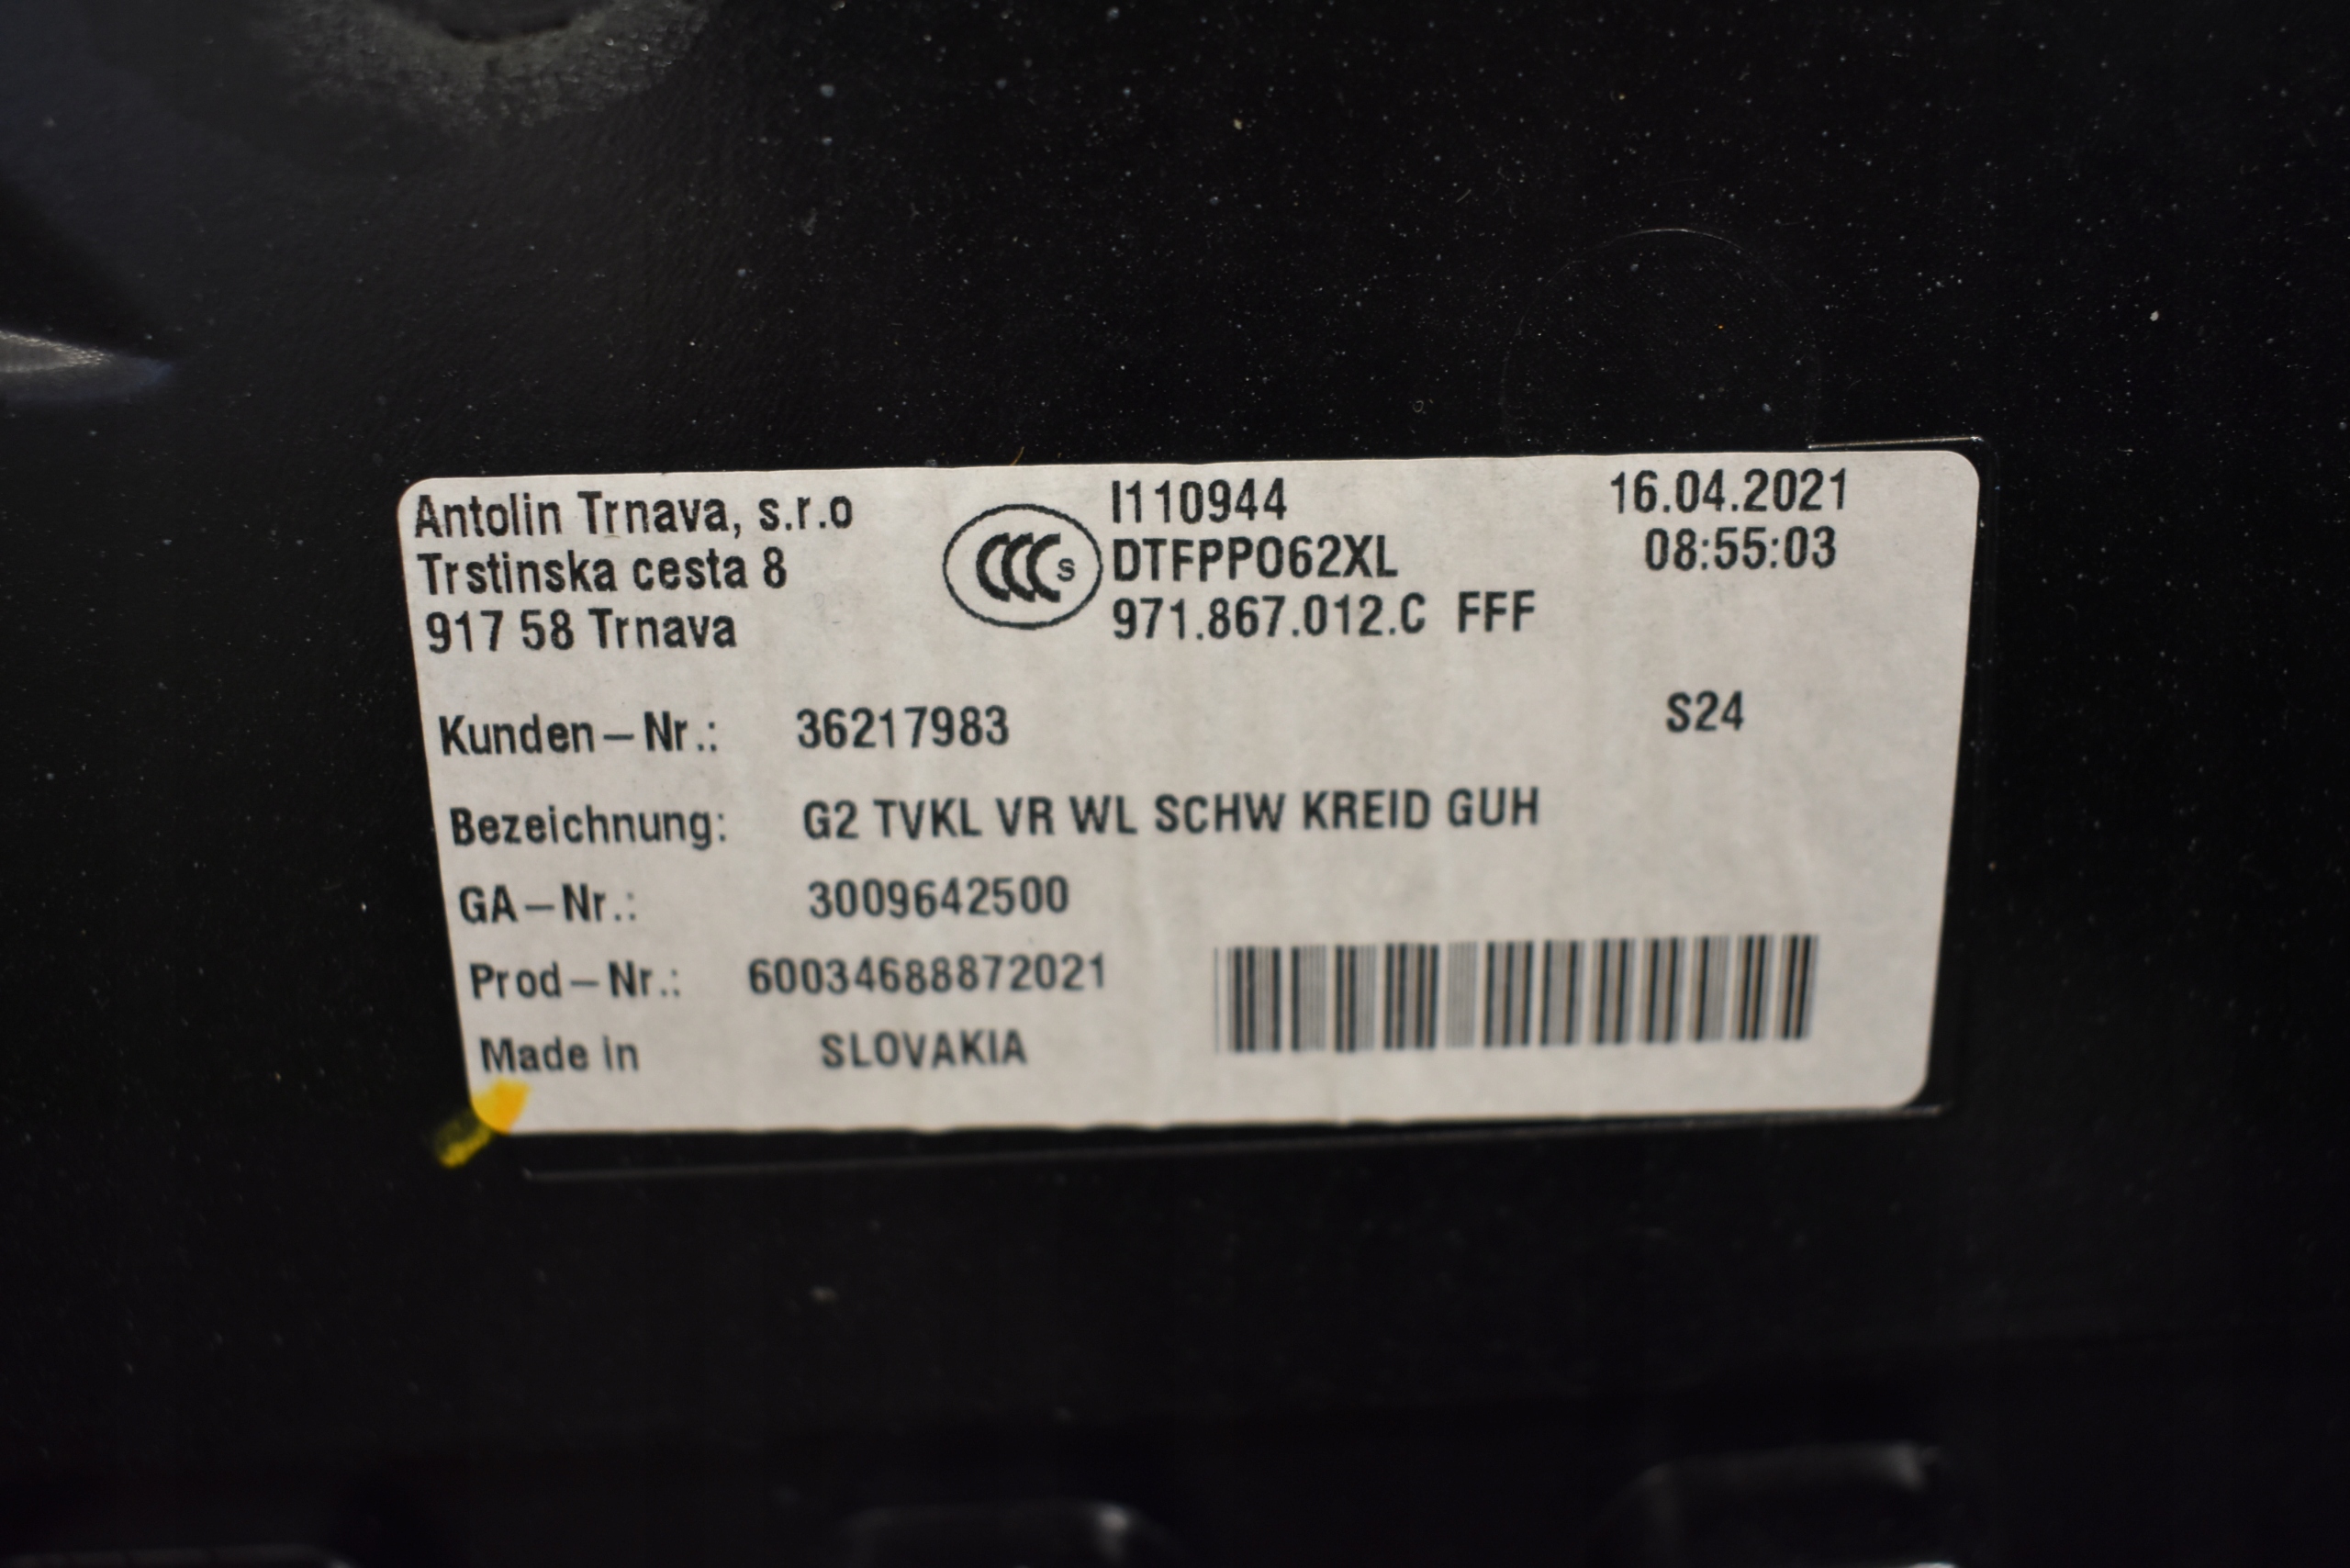 Antolin Trnava, s.r.o
Trstinska cesta 8
917 58 Trnava
CCC S
I110944
DTFPPO62XL
971.867.012.C FFF
16.04.2021
08:55:03
S24
Kunden-Nr.: 36217983
Bezeichnung: G2 TVKL VR WL SCHW KREID GUH
GA-Nr.: 3009642500
Prod-Nr.: 60034688872021
Made in SLOVAKIA